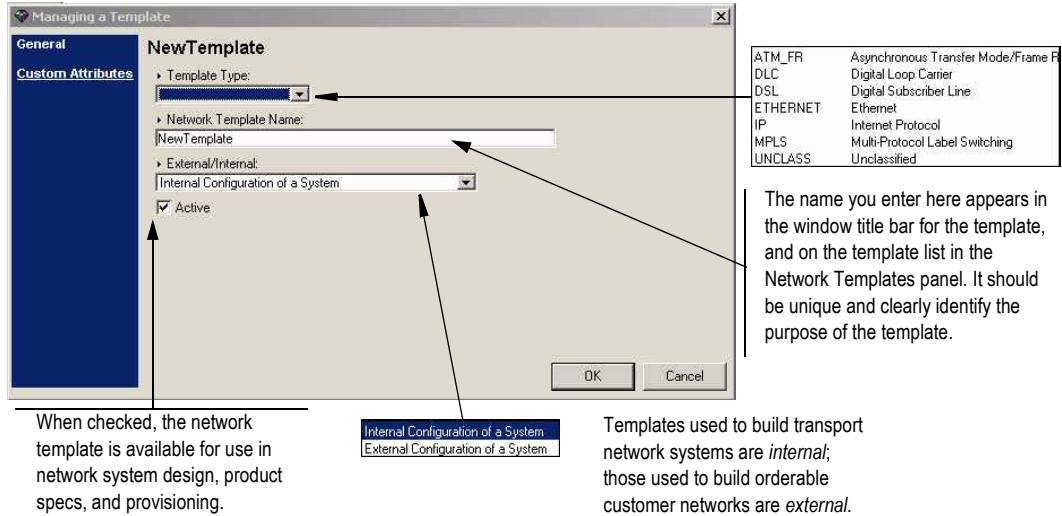 Managing a Template
General
Custom Attributes
NewTemplate
Template Type:
Network Template Name:
NewTemplate
External/Internal:
Internal Configuration of a System
Active
OK
Cancel
ATM_FR Asynchronous Transfer Mode/Frame R
DLC Digital Loop Carrier
DSL Digital Subscriber Line
ETHERNET Ethernet
IP Internet Protocol
MPLS Multi-Protocol Label Switching
UNCLASS Unclassified
The name you enter here appears in
the window title bar for the template,
and on the template list in the
Network Templates panel. It should
be unique and clearly identify the
purpose of the template.
When checked, the network
template is available for use in
network system design, product
specs, and provisioning.
Internal Configuration of a System
External Configuration of a System
Templates used to build transport
network systems are internal;
those used to build orderable
customer networks are external.